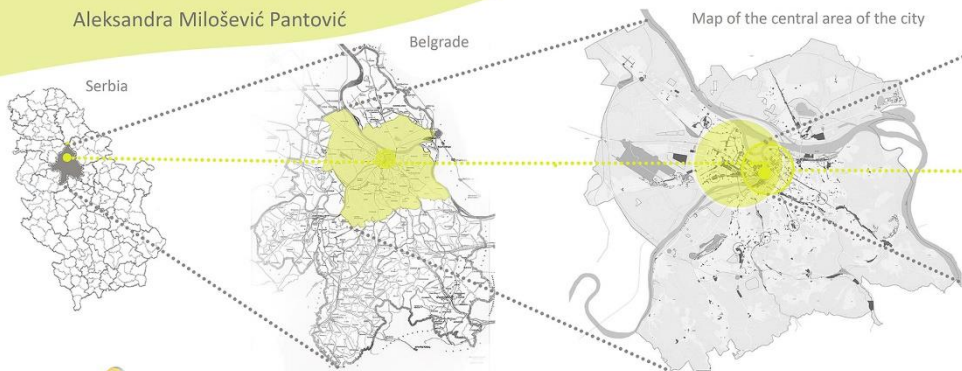 Aleksandra Milošević Pantović
Serbia
Belgrade
Map of the central area of the city